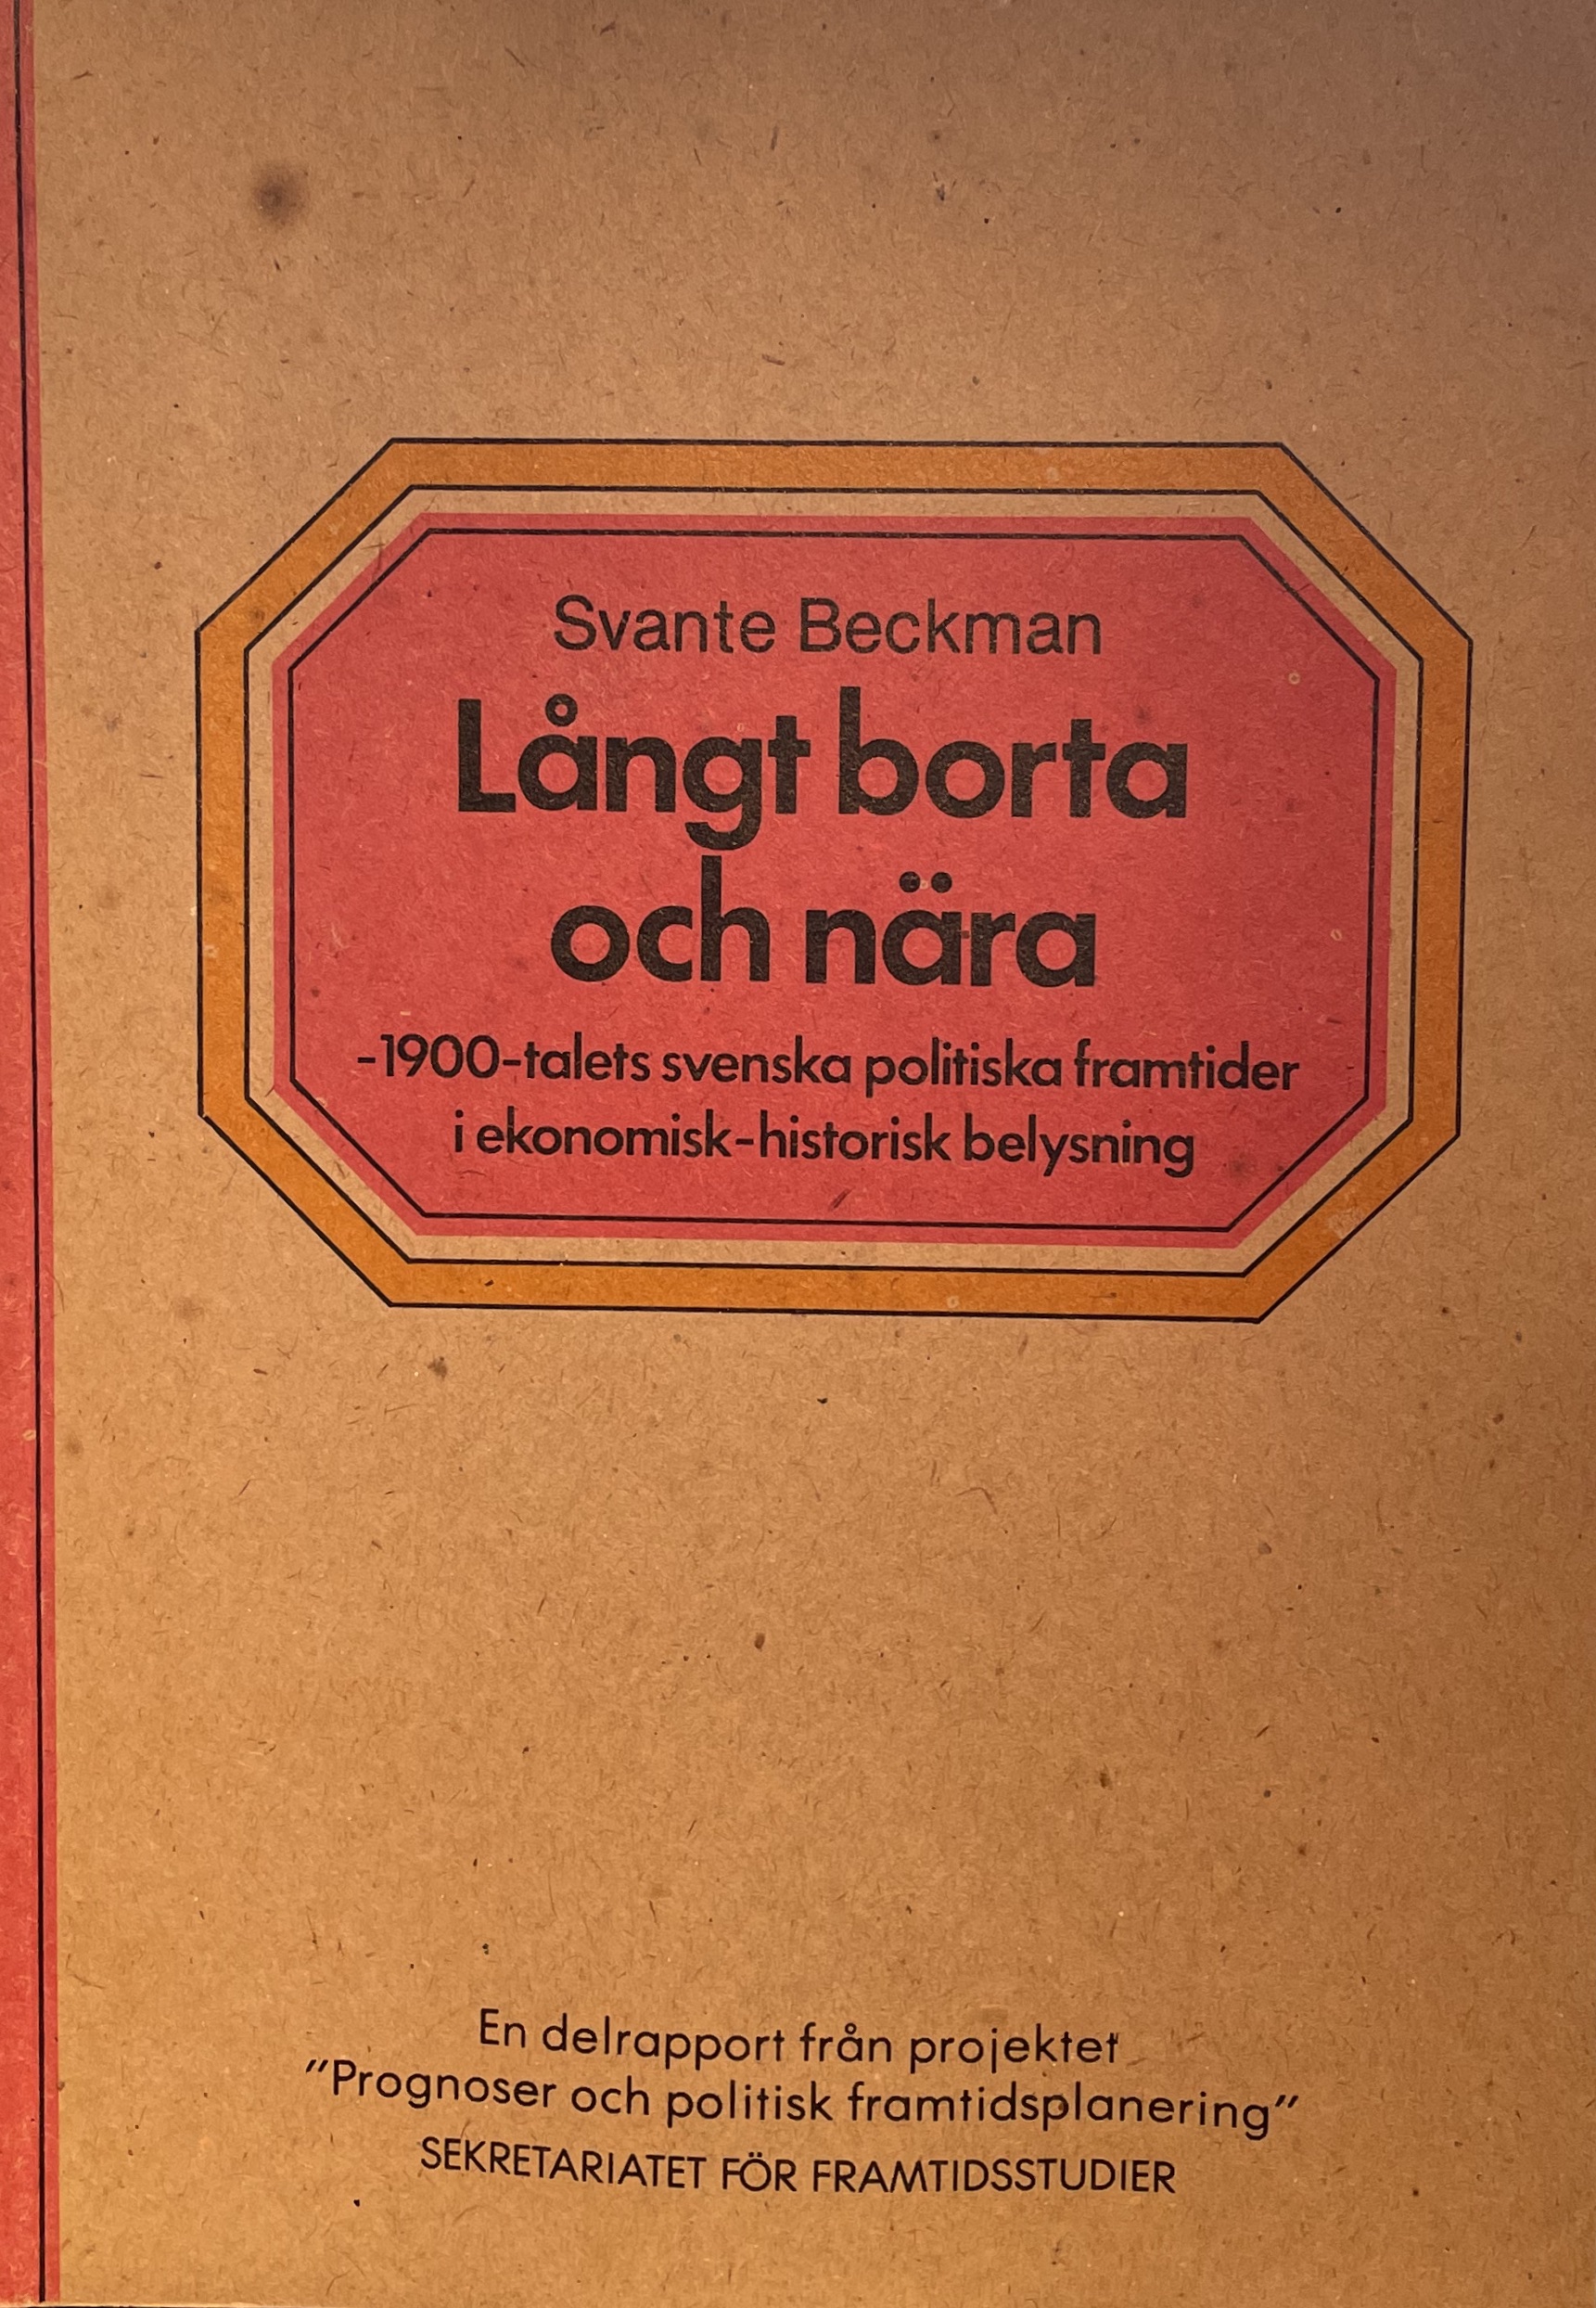 Svante Beckman
Långt borta
och nära
-1900-talets svenska politiska framtider
i ekonomisk-historisk belysning
En delrapport från projektet
"Prognoser och politisk framtidsplanering"
SEKRETARIATET FÖR FRAMTIDSSTUDIER